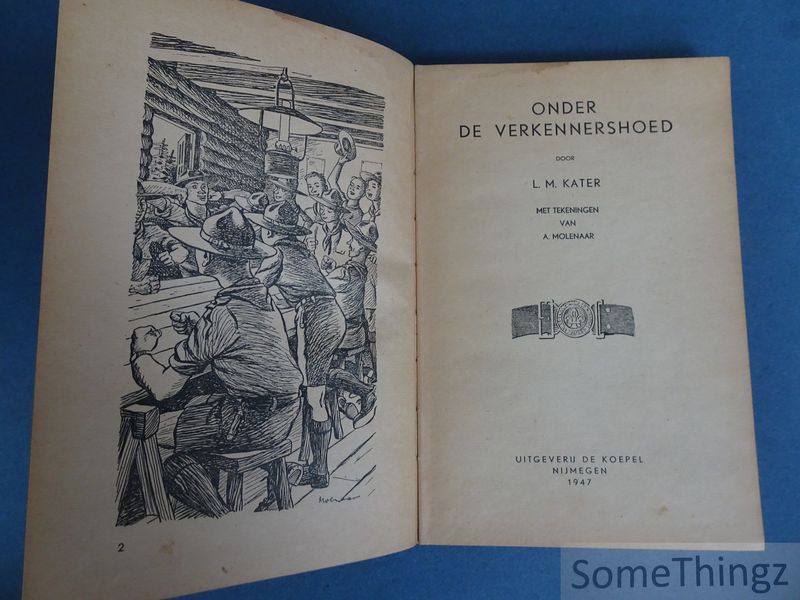 Molenaar
2
ONDER
DE VERKENNERSHOED
DOOR
L. M. KATER
MET TEKENINGEN
VAN
A. MOLENAAR
UITGEVERIJ DE KOEPEL
NIJMEGEN
1947
SomeThingz